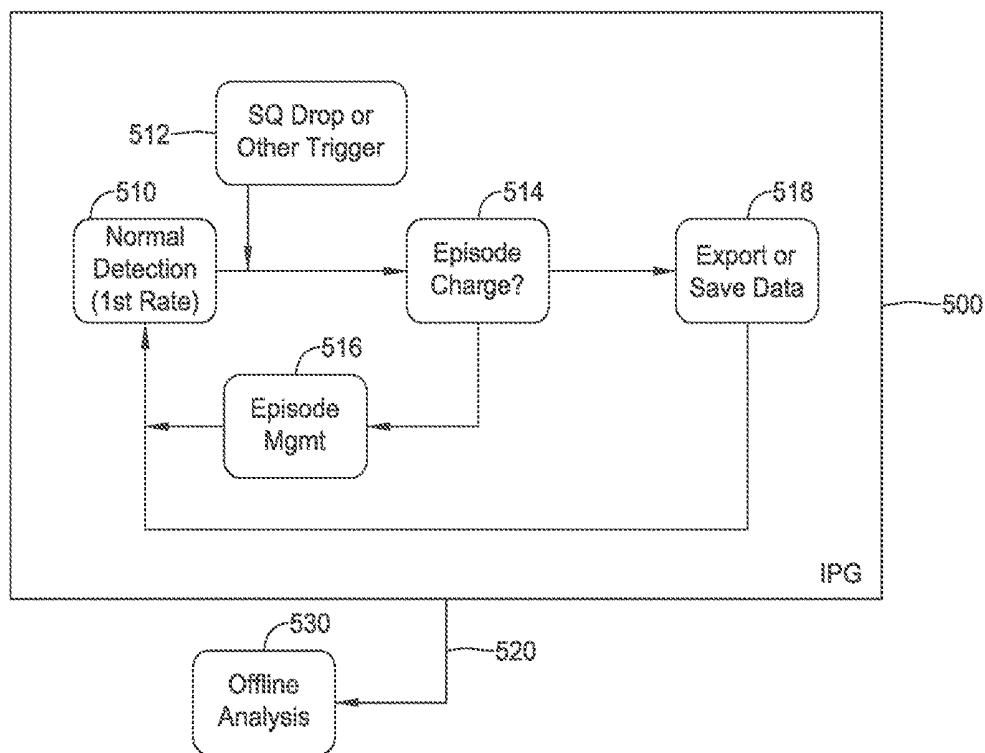 SQ Drop or
Other Trigger
512
510
514
518
Normal
Detection
(1st Rate)
Episode
Charge?
Export or
Save Data
500
516
Episode
Mgmt
IPG
530
520
Offline
Analysis